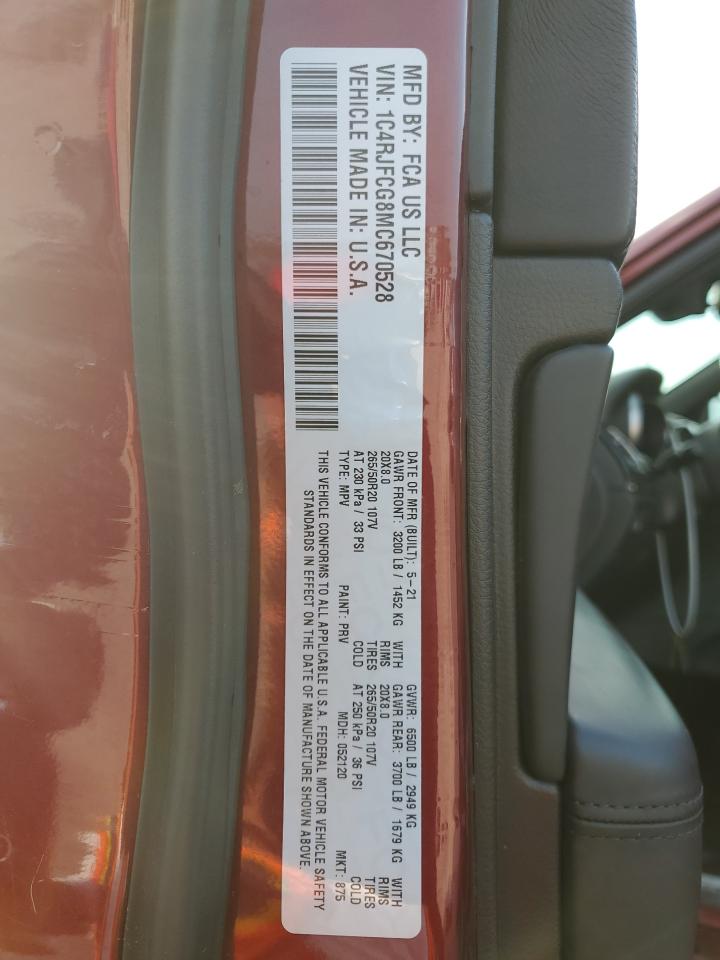 MFD BY: FCA US LLC
VIN: 1C4RJFCG8MC670528
VEHICLE MADE IN: U.S.A.
DATE OF MFR (BUILT): 5-21 GVWR: 6500 LB / 2949 KG
GAWR FRONT: 3200 LB / 1452 KG WITH GAWR REAR: 3700 LB / 1679 KG WITH
20X8.0 RIMS 20X8.0 RIMS
265/50R20 107V TIRES 265/50R20 107V TIRES
AT 230 kPa / 33 PSI COLD AT 250 kPa / 36 PSI COLD
TYPE: MPV PAINT: PRV MDH: 052120 MKT: 875
THIS VEHICLE CONFORMS TO ALL APPLICABLE U.S.A. FEDERAL MOTOR VEHICLE SAFETY
STANDARDS IN EFFECT ON THE DATE OF MANUFACTURE SHOWN ABOVE